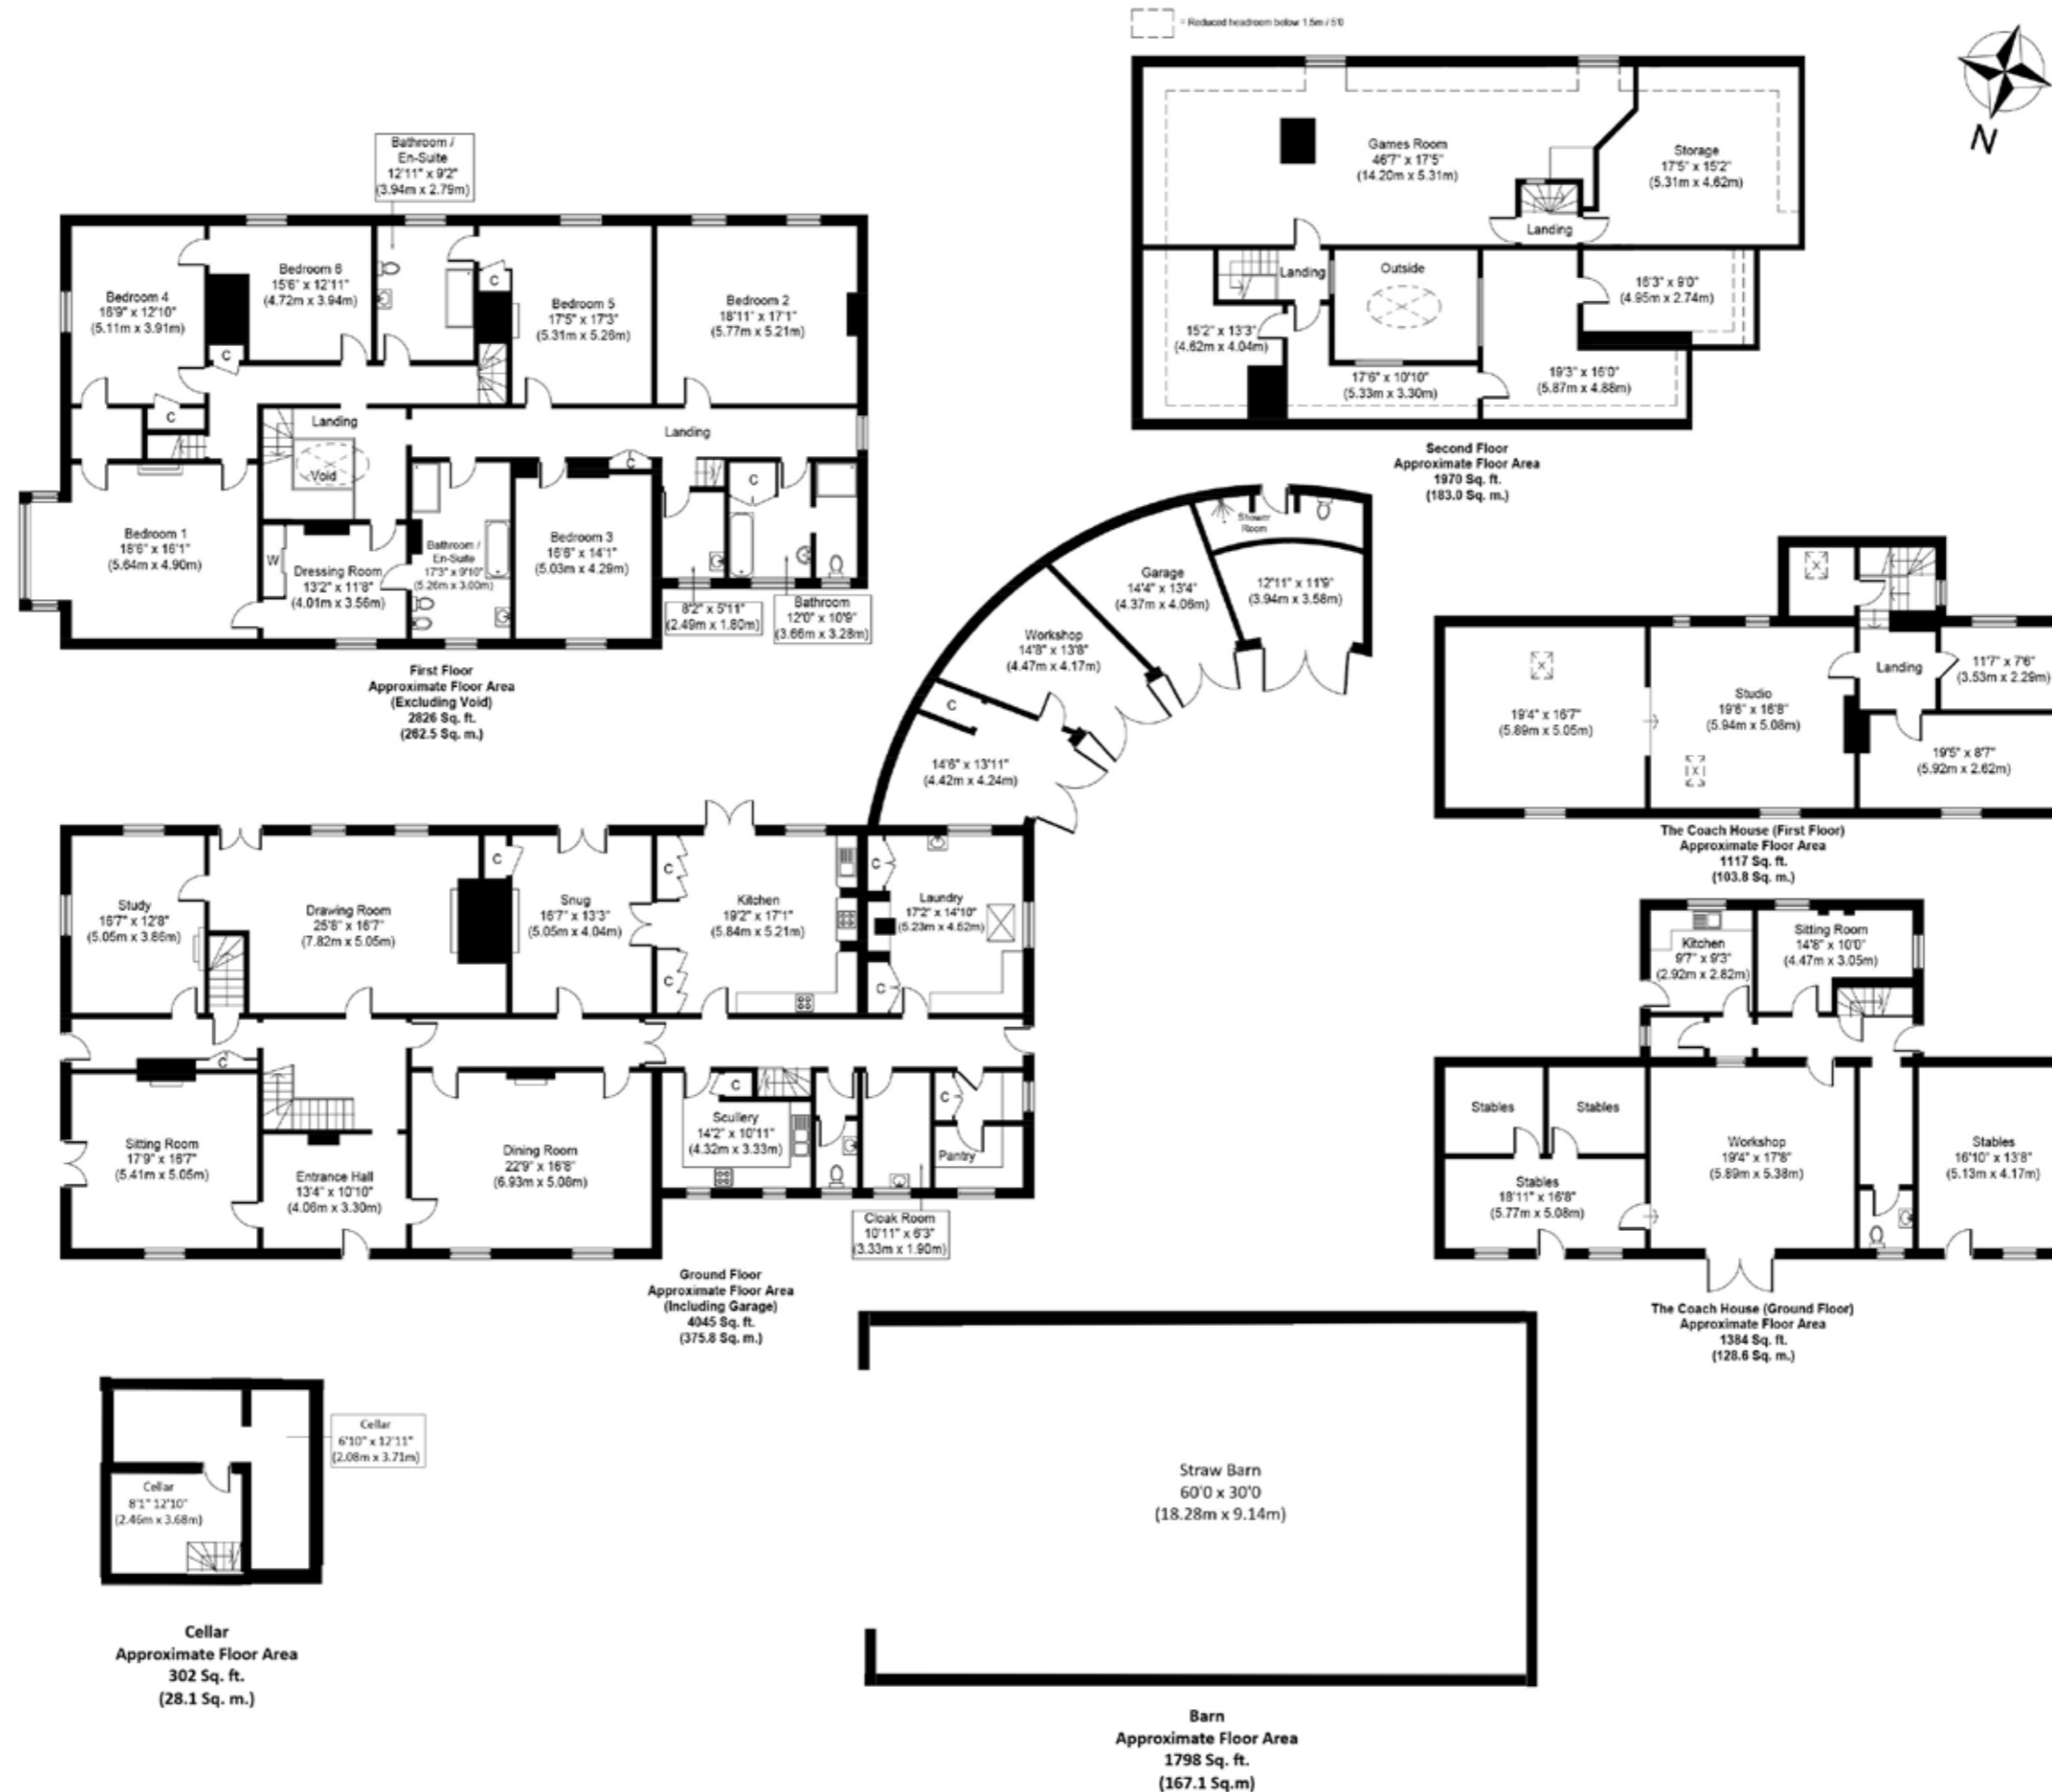 = Reduced headroom below 1.5m / 5'0
N
Bathroom /
En-Suite
12'11" x 9'2"
(3.94m x 2.79m)
Bedroom 4
16'9" x 12'10"
(5.11m x 3.91m)
Bedroom 6
15'6" x 12'11"
(4.72m x 3.94m)
C
C
C
Bedroom 5
17'5" x 17'3"
(5.31m x 5.26m)
Bedroom 2
18'11" x 17'1"
(5.77m x 5.21m)
Landing
Void
Landing
C
C
Bedroom 1
18'6" x 16'1"
(5.64m x 4.90m)
W
Dressing Room
13'2" x 11'8"
(4.01m x 3.56m)
Bathroom /
En-Suite
17'3" x 9'10"
(5.26m x 3.00m)
Bedroom 3
16'6" x 14'1"
(5.03m x 4.29m)
8'2" x 5'11"
(2.49m x 1.80m)
Bathroom
12'0" x 10'9"
(3.66m x 3.28m)
First Floor
Approximate Floor Area
(Excluding Void)
2826 Sq. ft.
(262.5 Sq. m.)
Games Room
46'7" x 17'5"
(14.20m x 5.31m)
Storage
17'5" x 15'2"
(5.31m x 4.62m)
Landing
Landing
Outside
16'3" x 9'0"
(4.95m x 2.74m)
15'2" x 13'3"
(4.62m x 4.04m)
17'6" x 10'10"
(5.33m x 3.30m)
19'3" x 16'0"
(5.87m x 4.88m)
Second Floor
Approximate Floor Area
1970 Sq. ft.
(183.0 Sq. m.)
Shower
Room
Garage
14'4" x 13'4"
(4.37m x 4.06m)
12'11" x 11'9"
(3.94m x 3.58m)
Workshop
14'8" x 13'8"
(4.47m x 4.17m)
C
14'6" x 13'11"
(4.42m x 4.24m)
Landing
11'7" x 7'6"
(3.53m x 2.29m)
19'4" x 16'7"
(5.89m x 5.05m)
Studio
19'6" x 16'8"
(5.94m x 5.08m)
19'5" x 8'7"
(5.92m x 2.62m)
The Coach House (First Floor)
Approximate Floor Area
1117 Sq. ft.
(103.8 Sq. m.)
Study
16'7" x 12'8"
(5.05m x 3.86m)
Drawing Room
25'8" x 16'7"
(7.82m x 5.05m)
C
Snug
16'7" x 13'3"
(5.05m x 4.04m)
C
C
Kitchen
19'2" x 17'1"
(5.84m x 5.21m)
C
C
Laundry
17'2" x 14'10"
(5.23m x 4.52m)
C
Sitting Room
17'9" x 16'7"
(5.41m x 5.05m)
Entrance Hall
13'4" x 10'10"
(4.06m x 3.30m)
Dining Room
22'9" x 16'8"
(6.93m x 5.08m)
C
Scullery
14'2" x 10'11"
(4.32m x 3.33m)
C
Pantry
Cloak Room
10'11" x 6'3"
(3.33m x 1.90m)
Ground Floor
Approximate Floor Area
(Including Garage)
4045 Sq. ft.
(375.8 Sq. m.)
Kitchen
9'7" x 9'3"
(2.92m x 2.82m)
Sitting Room
14'8" x 10'0"
(4.47m x 3.05m)
Stables
Stables
Stables
18'11" x 16'8"
(5.77m x 5.08m)
Workshop
19'4" x 17'8"
(5.89m x 5.38m)
Stables
16'10" x 13'8"
(5.13m x 4.17m)
The Coach House (Ground Floor)
Approximate Floor Area
1384 Sq. ft.
(128.6 Sq. m.)
Cellar
6'10" x 12'11"
(2.08m x 3.71m)
Cellar
8'1" 12'10"
(2.46m x 3.68m)
Cellar
Approximate Floor Area
302 Sq. ft.
(28.1 Sq. m.)
Straw Barn
60'0 x 30'0
(18.28m x 9.14m)
Barn
Approximate Floor Area
1798 Sq. ft.
(167.1 Sq.m)